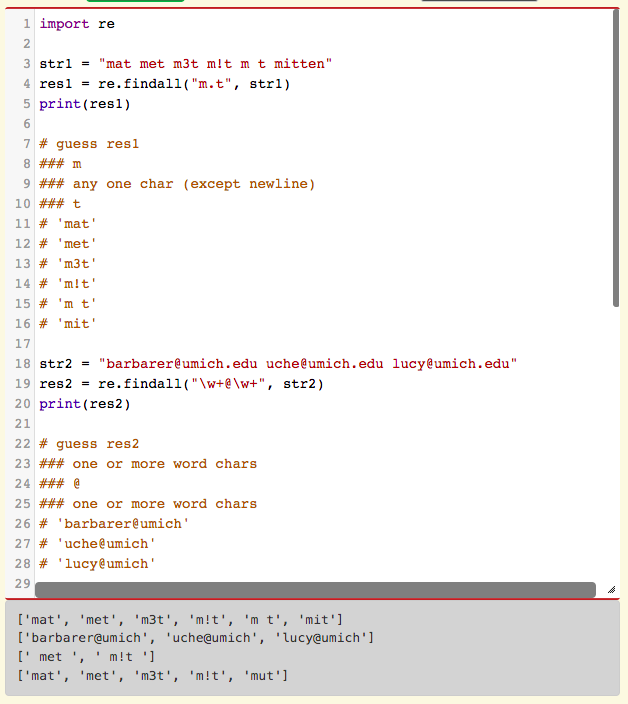 1 import re
2
3 str1 = "mat met m3t m!t m t mitten"
4 res1 = re.findall("m.t", str1)
5 print(res1)
6
7 # guess res1
8 ### m
9 ### any one char (except newline)
10 ### t
11 # 'mat'
12 # 'met'
13 # 'm3t'
14 # 'm!t'
15 # 'm t'
16 # 'mit'
17
18 str2 = "barbarer@umich.edu uche@umich.edu lucy@umich.edu"
19 res2 = re.findall("\w+@\w+", str2)
20 print(res2)
21
22 # guess res2
23 ### one or more word chars
24 ### @
25 ### one or more word chars
26 # 'barbarer@umich'
27 # 'uche@umich'
28 # 'lucy@umich'
29
['mat', 'met', 'm3t', 'm!t', 'm t', 'mit']
['barbarer@umich', 'uche@umich', 'lucy@umich']
[' met ', ' m!t ']
['mat', 'met', 'm3t', 'm!t', 'mut']